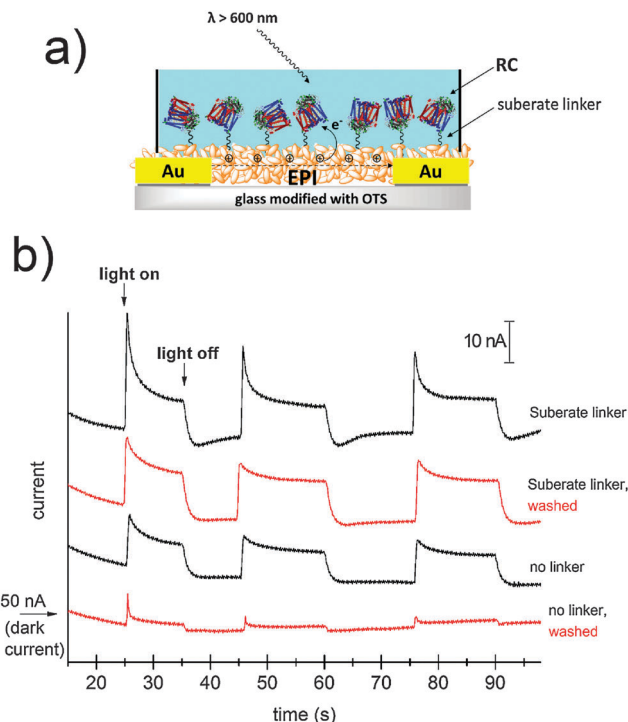 a)
λ > 600 nm
RC
suberate linker
e-
Au
EPI
Au
glass modified with OTS
b)
light on
light off
10 nA
Suberate linker
Suberate linker,
washed
no linker
no linker,
washed
current
50 nA
(dark
current)
20 30 40 50 60 70 80 90
time (s)